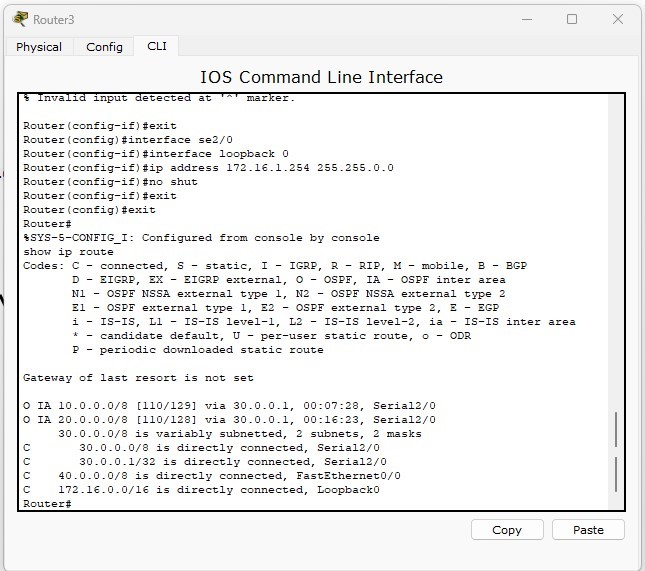 Router3
Physical Config CLI
IOS Command Line Interface
% Invalid input detected at '^' marker.
Router(config-if)#exit
Router(config)#interface se2/0
Router(config-if)#interface loopback 0
Router(config-if)#ip address 172.16.1.254 255.255.0.0
Router(config-if)#no shut
Router(config-if)#exit
Router(config)#exit
Router#
%SYS-5-CONFIG_I: Configured from console by console
show ip route
Codes: C - connected, S - static, I - IGRP, R - RIP, M - mobile, B - BGP
D - EIGRP, EX - EIGRP external, O - OSPF, IA - OSPF inter area
N1 - OSPF NSSA external type 1, N2 - OSPF NSSA external type 2
E1 - OSPF external type 1, E2 - OSPF external type 2, E - EGP
i - IS-IS, L1 - IS-IS level-1, L2 - IS-IS level-2, ia - IS-IS inter area
* - candidate default, U - per-user static route, o - ODR
P - periodic downloaded static route
Gateway of last resort is not set
O IA 10.0.0.0/8 [110/129] via 30.0.0.1, 00:07:28, Serial2/0
O IA 20.0.0.0/8 [110/128] via 30.0.0.1, 00:16:23, Serial2/0
30.0.0.0/8 is variably subnetted, 2 subnets, 2 masks
C 30.0.0.0/8 is directly connected, Serial2/0
C 30.0.0.1/32 is directly connected, Serial2/0
C 40.0.0.0/8 is directly connected, FastEthernet0/0
C 172.16.0.0/16 is directly connected, Loopback0
Router#
Copy Paste